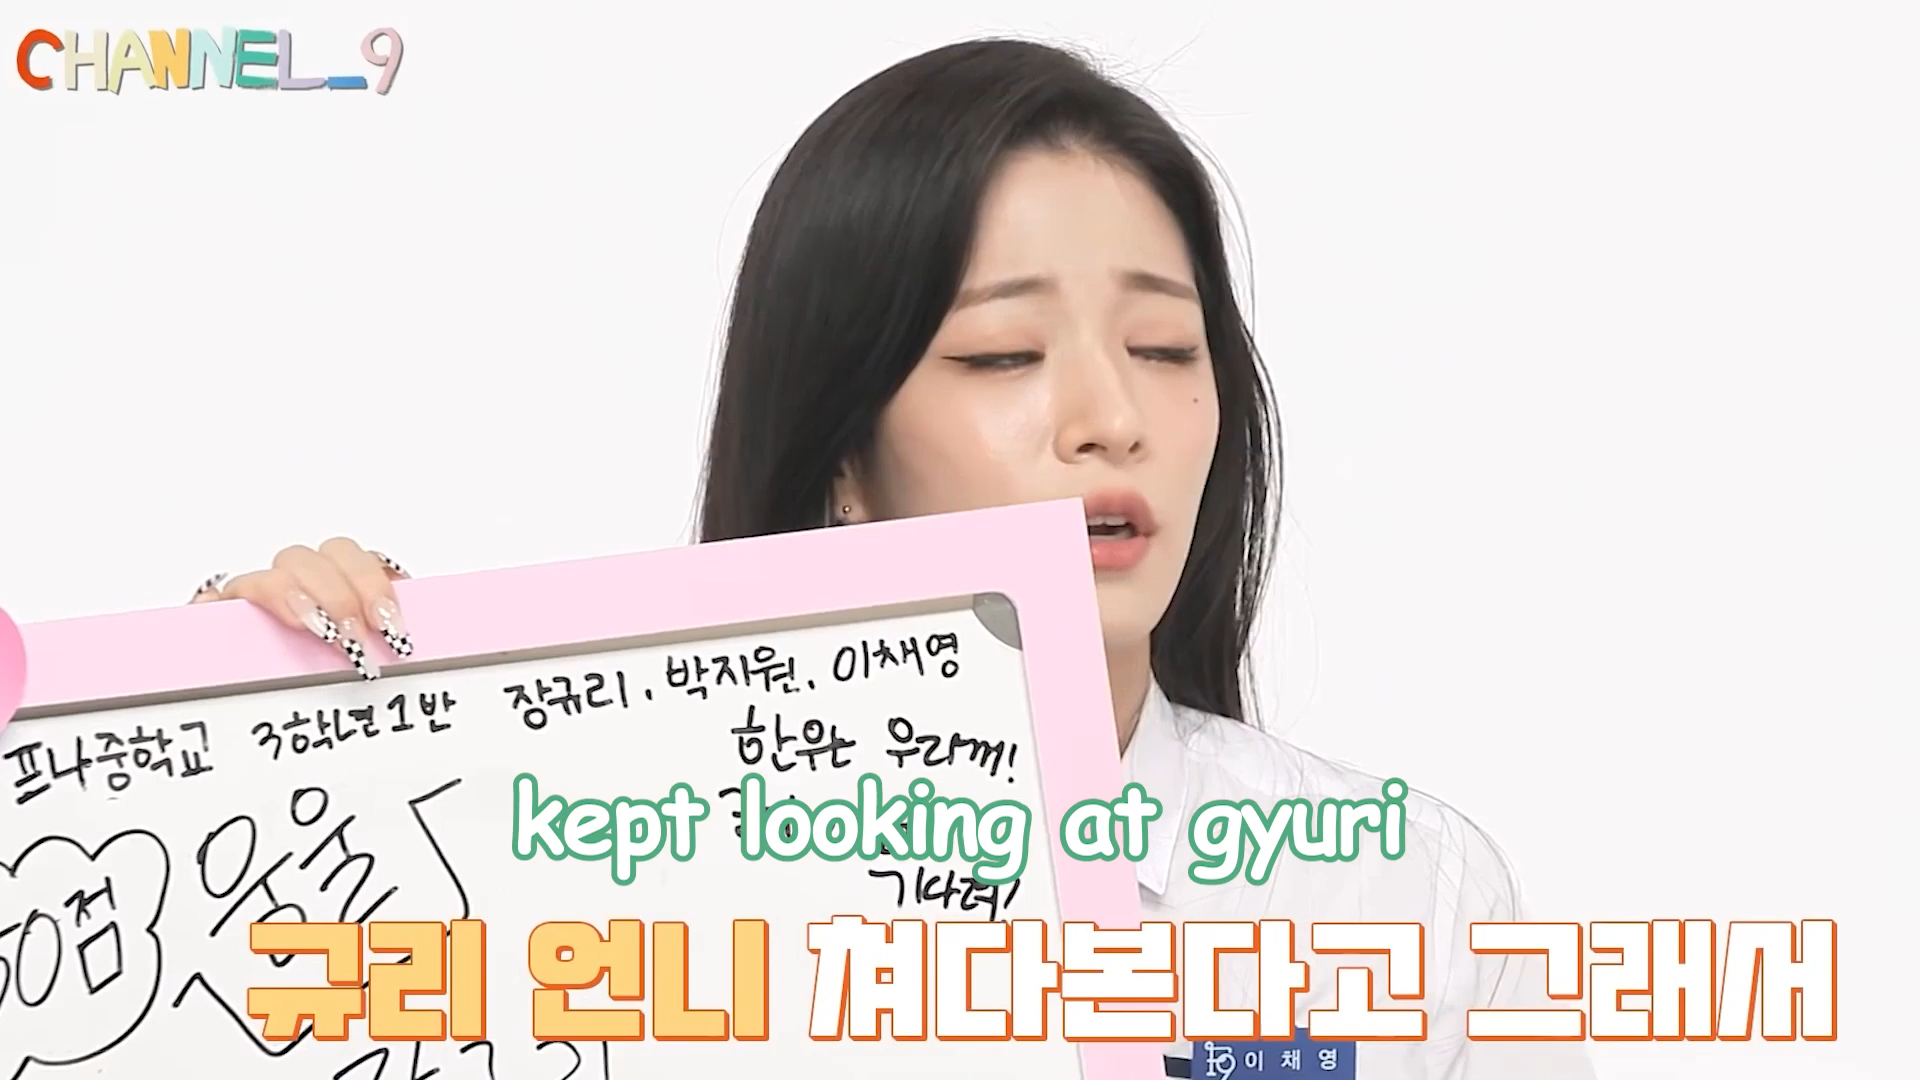 CHANNEL_9
프나중학교 3학년 1반 장규리, 박지원, 이채영
한우는 우리꺼!
기다려!
50점
kept looking at gyuri
규리 언니 쳐다본다고 그래서
이채영